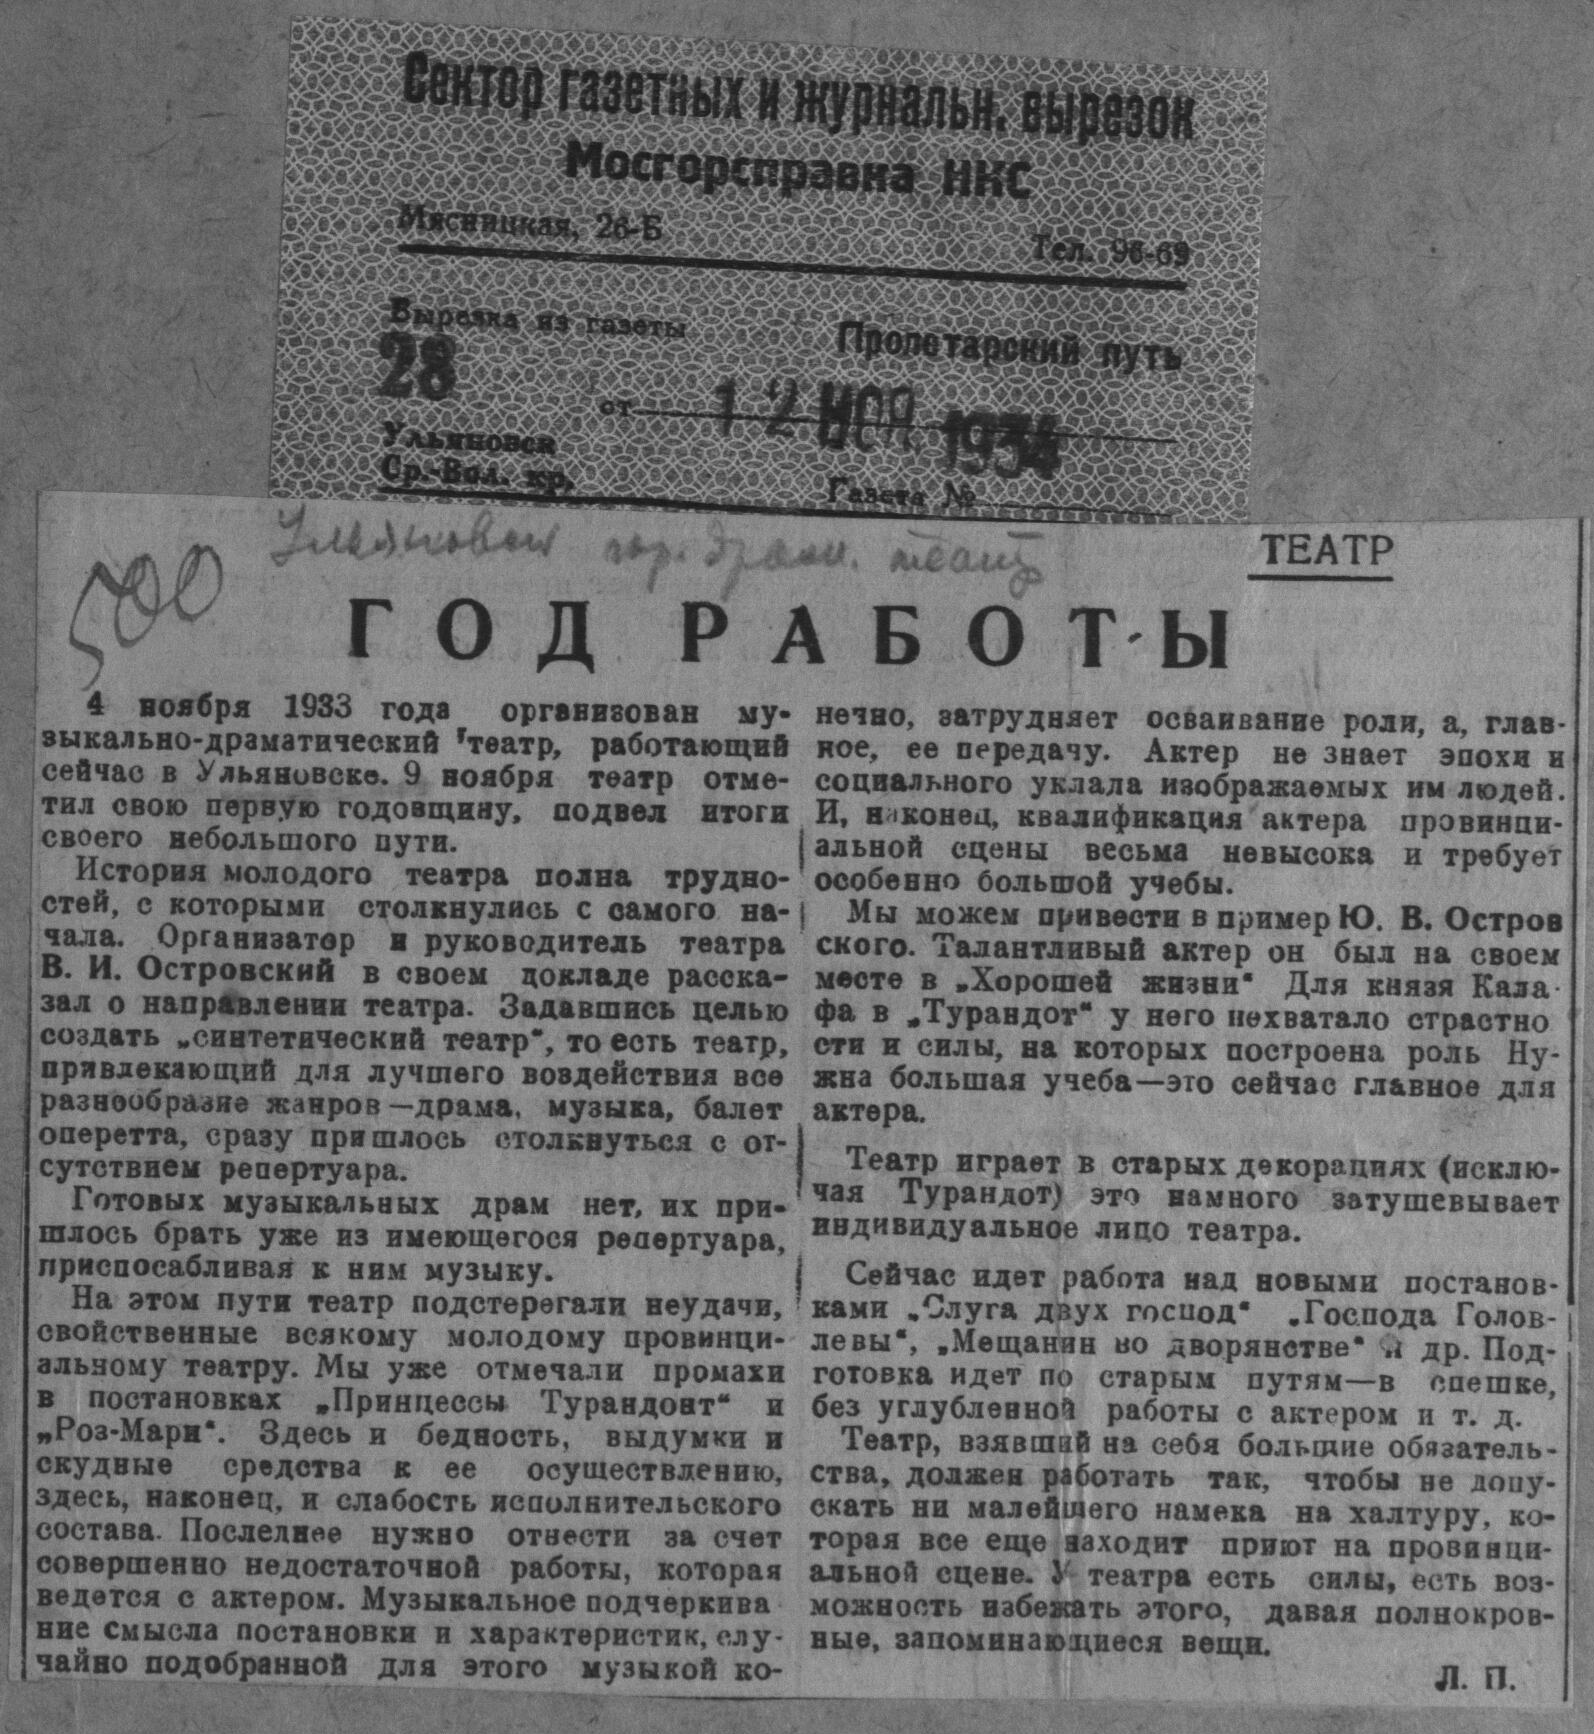 Сектор газетных и журнальн. вырезок
Мосгорсправка НКС
Мясницкая, 26-Б Тел. 96-69
Вырезка из газеты Пролетарский путь
28
от 12 НОЯ 1934
Ульяновск
Ср.-Вол. кр. Газета №
Ульяновск гор. драм. театр
500
ТЕАТР
ГОД РАБОТЫ
4 ноября 1933 года организован му-
зыкально-драматический театр, работающий
сейчас в Ульяновске. 9 ноября театр отме-
тил свою первую годовщину, подвел итоги
своего небольшого пути.
История молодого театра полна трудно-
стей, с которыми столкнулись с самого на-
чала. Организатор и руководитель театра
В. И. Островский в своем докладе расска-
зал о направлении театра. Задавшись целью
создать „синтетический театр“, то есть театр,
привлекающий для лучшего воздействия все
разнообразие жанров—драма, музыка, балет
оперетта, сразу пришлось столкнуться с от-
сутствием репертуара.
Готовых музыкальных драм нет, их при-
шлось брать уже из имеющегося репертуара,
приспосабливая к ним музыку.
На этом пути театр подстерегали неудачи,
свойственные всякому молодому провинци-
альному театру. Мы уже отмечали промахи
в постановках „Принцессы Турандонт“ и
„Роз-Мари“. Здесь и бедность, выдумки и
скудные средства к ее осуществлению,
здесь, наконец, и слабость исполнительского
состава. Последнее нужно отнести за счет
совершенно недостаточной работы, которая
ведется с актером. Музыкальное подчеркива
ние смысла постановки и характеристик, слу-
чайно подобранной для этого музыкой ко-
нечно, затрудняет осваивание роли, а, глав-
ное, ее передачу. Актер не знает эпохи и
социального уклала изображаемых им людей.
И, наконец, квалификация актера провинци-
альной сцены весьма невысока и требует
особенно большой учебы.
Мы можем привести в пример Ю. В. Остров
ского. Талантливый актер он был на своем
месте в „Хорошей жизни“ Для князя Кала-
фа в „Турандот“ у него нехватало страстно
сти и силы, на которых построена роль Ну-
жна большая учеба—это сейчас главное для
актера.
Театр играет в старых декорациях (исклю-
чая Турандот) это намного затушевывает
индивидуальное лицо театра.
Сейчас идет работа над новыми постанов-
ками „Слуга двух господ“ „Господа Голов-
левы“, „Мещанин во дворянстве“ и др. Под-
готовка идет по старым путям—в спешке,
без углубленной работы с актером и т. д.
Театр, взявший на себя большие обязатель-
ства, должен работать так, чтобы не допу-
скать ни малейшего намека на халтуру, ко-
торая все еще находит приют на провинци-
альной сцене. У театра есть силы, есть воз-
можность избежать этого, давая полнокров-
ные, запоминающиеся вещи.
Л. П.